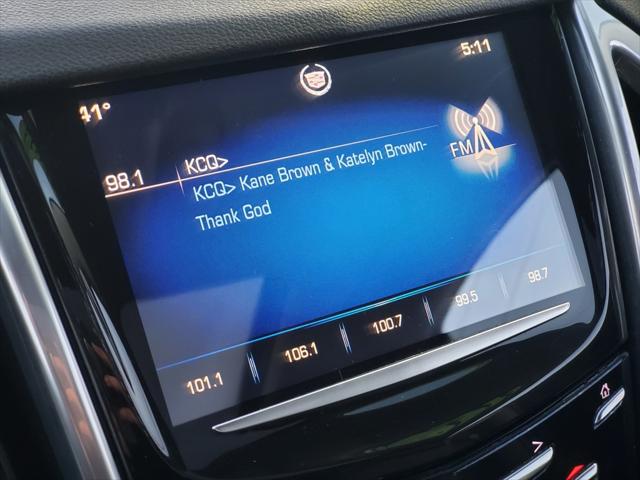 41°
5:11
98.1
KCQ>
FM
KCQ> Kane Brown & Katelyn Brown-
Thank God
101.1
106.1
100.7
99.5
98.7